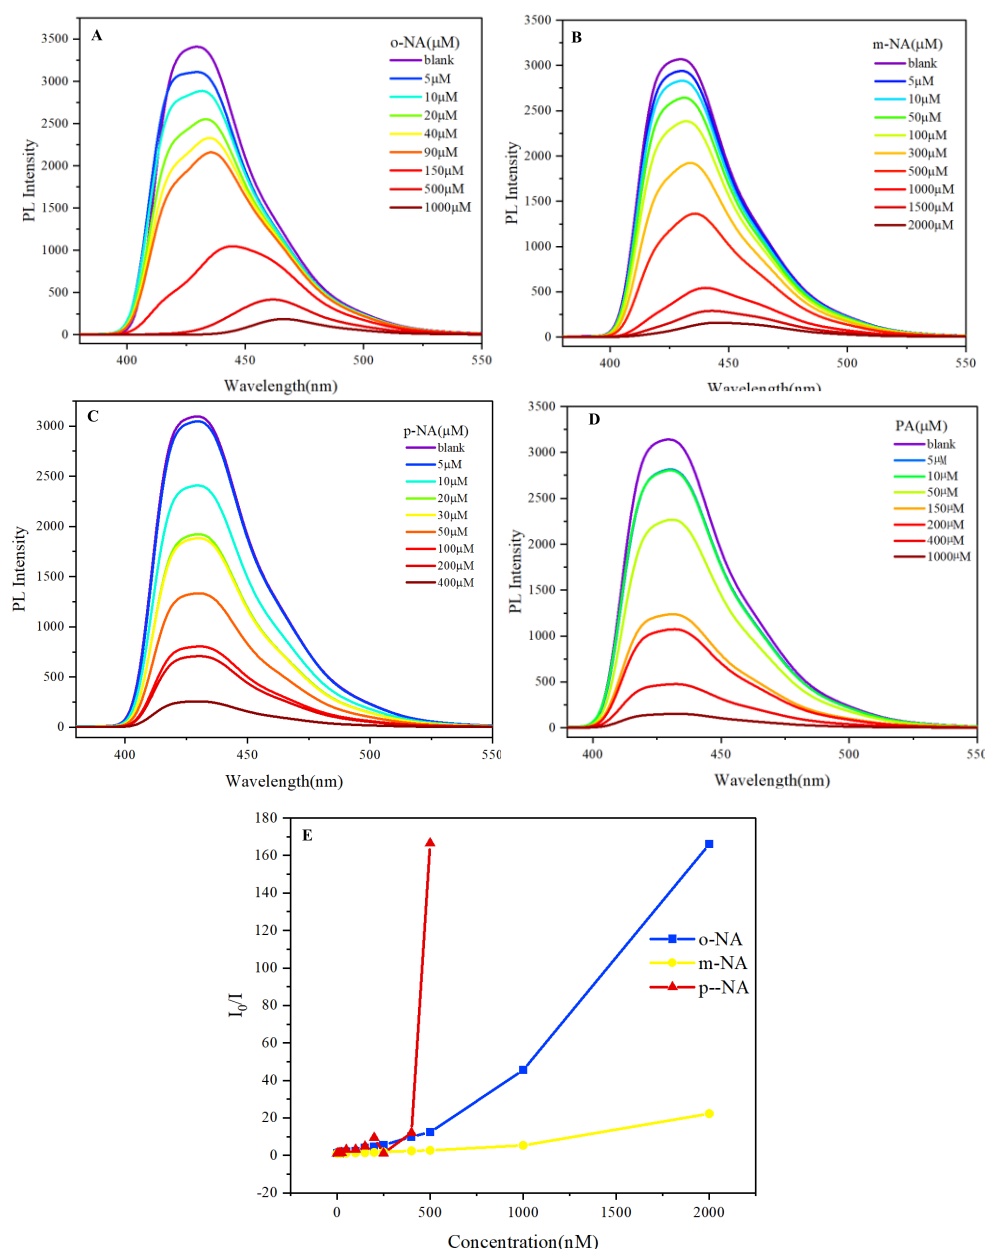 A
o-NA(μM)
blank
5μM
10μM
20μM
40μM
90μM
150μM
500μM
1000μM
PL Intensity
3500
3000
2500
2000
1500
1000
500
0
400
450
500
550
Wavelength(nm)
B
m-NA(μM)
blank
5μM
10μM
50μM
100μM
300μM
500μM
1000μM
1500μM
2000μM
PL Intensity
3500
3000
2500
2000
1500
1000
500
0
400
450
500
550
Wavelength(nm)
C
p-NA(μM)
blank
5μM
10μM
20μM
30μM
50μM
100μM
200μM
400μM
PL Intensity
3000
2500
2000
1500
1000
500
0
400
450
500
550
Wavelength(nm)
D
PA(μM)
blank
5μM
10μM
50μM
150μM
200μM
400μM
1000μM
PL Intensity
3500
3000
2500
2000
1500
1000
500
0
400
450
500
550
Wavelength(nm)
E
o-NA
m-NA
p--NA
I0/I
180
160
140
120
100
80
60
40
20
0
-20
0
500
1000
1500
2000
Concentration(nM)